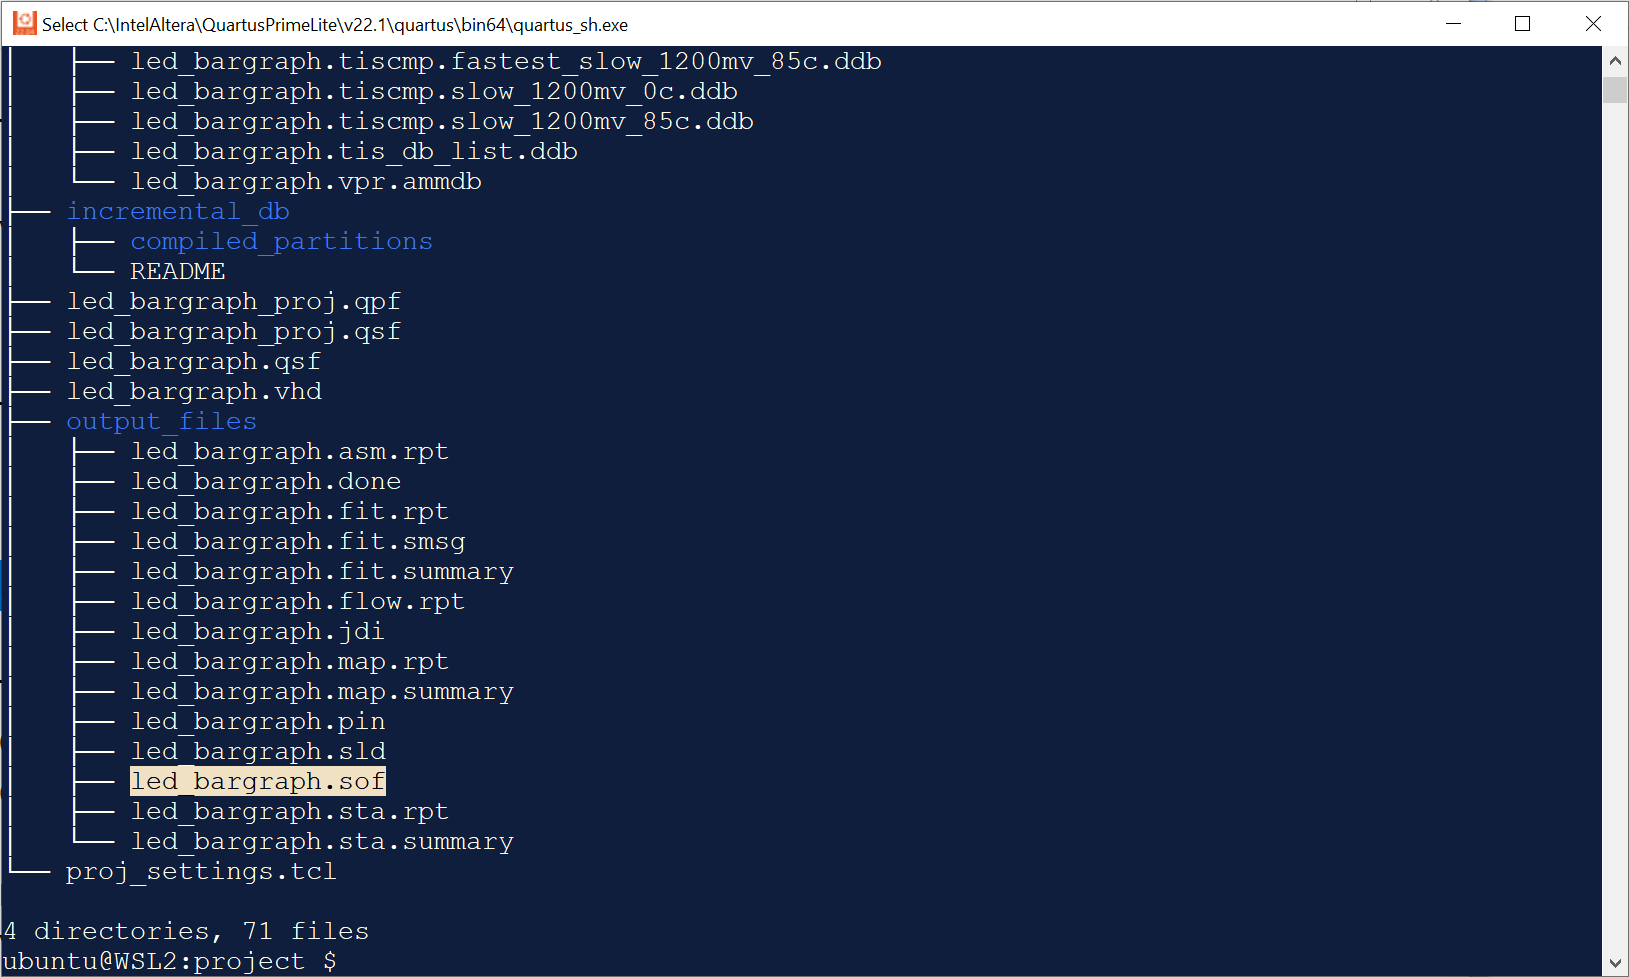 Select C:\IntelAltera\QuartusPrimeLite\v22.1\quartus\bin64\quartus_sh.exe
│   ├── led_bargraph.tiscmp.fastest_slow_1200mv_85c.ddb
│   ├── led_bargraph.tiscmp.slow_1200mv_0c.ddb
│   ├── led_bargraph.tiscmp.slow_1200mv_85c.ddb
│   ├── led_bargraph.tis_db_list.ddb
│   └── led_bargraph.vpr.ammdb
├── incremental_db
│   ├── compiled_partitions
│   └── README
├── led_bargraph_proj.qpf
├── led_bargraph_proj.qsf
├── led_bargraph.qsf
├── led_bargraph.vhd
├── output_files
│   ├── led_bargraph.asm.rpt
│   ├── led_bargraph.done
│   ├── led_bargraph.fit.rpt
│   ├── led_bargraph.fit.smsg
│   ├── led_bargraph.fit.summary
│   ├── led_bargraph.flow.rpt
│   ├── led_bargraph.jdi
│   ├── led_bargraph.map.rpt
│   ├── led_bargraph.map.summary
│   ├── led_bargraph.pin
│   ├── led_bargraph.sld
│   ├── led_bargraph.sof
│   ├── led_bargraph.sta.rpt
│   └── led_bargraph.sta.summary
└── proj_settings.tcl
4 directories, 71 files
ubuntu@WSL2:project $